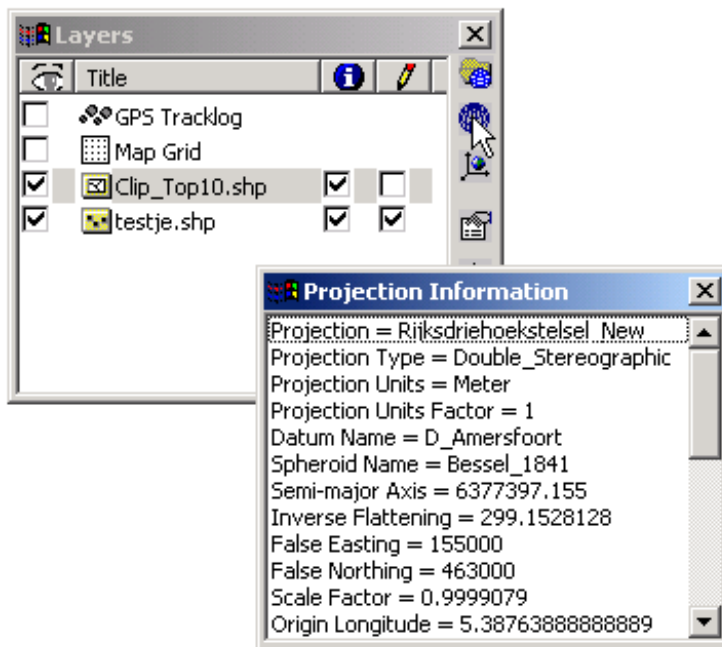 Layers
Title
GPS Tracklog
Map Grid
Clip_Top10.shp
testje.shp
Projection Information
Projection = Rijksdriehoekstelsel_New
Projection Type = Double_Stereographic
Projection Units = Meter
Projection Units Factor = 1
Datum Name = D_Amersfoort
Spheroid Name = Bessel_1841
Semi-major Axis = 6377397.155
Inverse Flattening = 299.1528128
False Easting = 155000
False Northing = 463000
Scale Factor = 0.9999079
Origin Longitude = 5.38763888888889